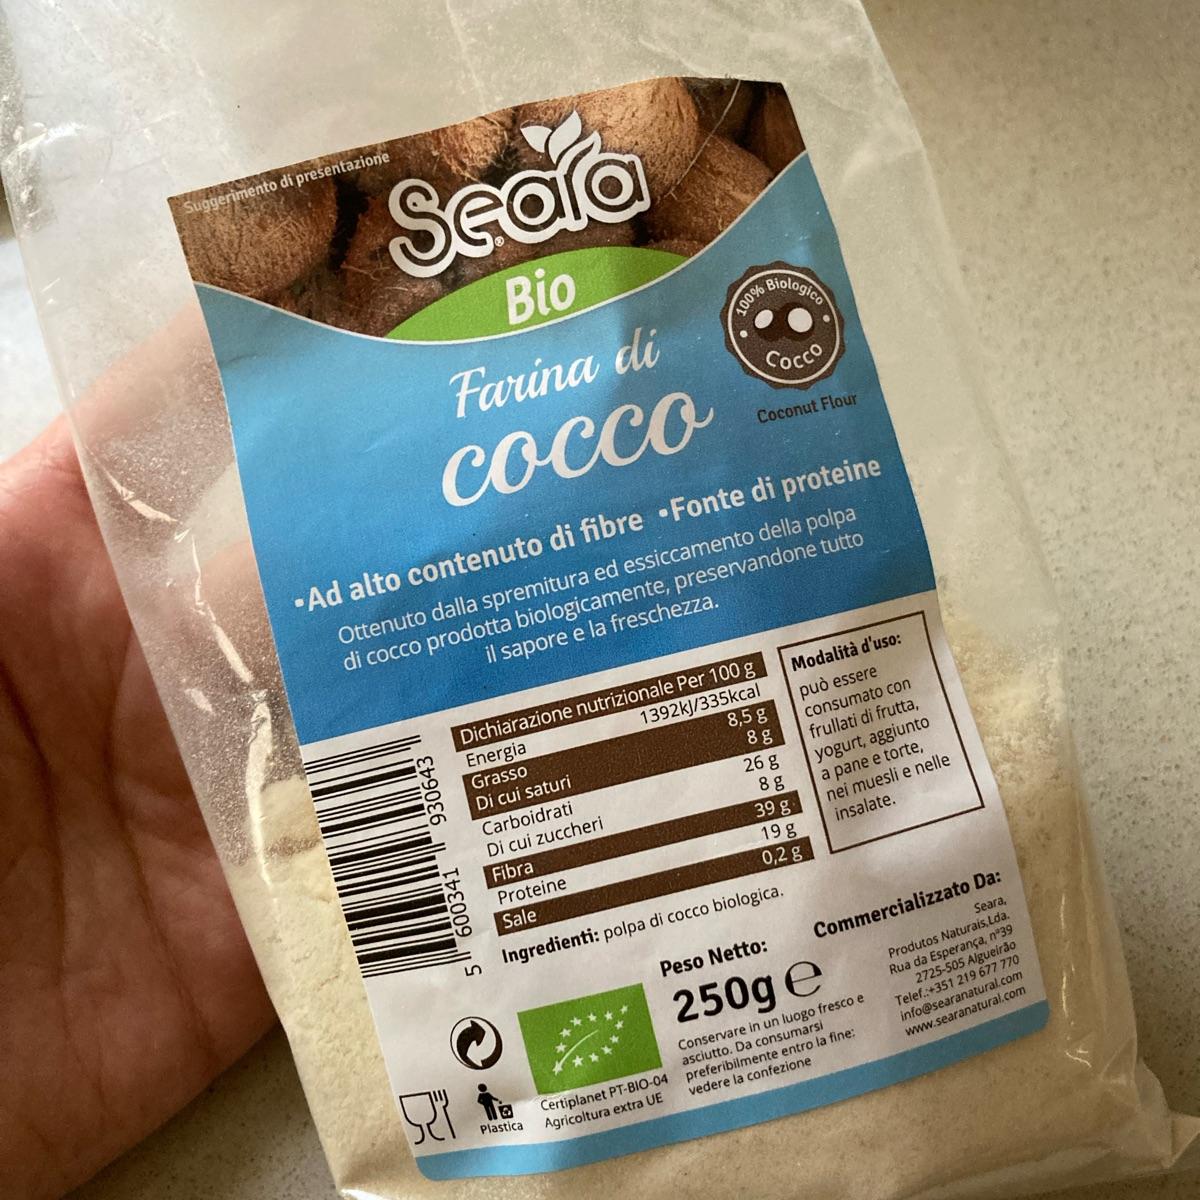 Suggerimento di presentazione
Seara®
Bio
100% Biologico
Cocco
Farina di
cocco
Coconut Flour
•Ad alto contenuto di fibre •Fonte di proteine
Ottenuto dalla spremitura ed essiccamento della polpa
di cocco prodotta biologicamente, preservandone tutto
il sapore e la freschezza.
Dichiarazione nutrizionale Per 100 g
Energia 1392kJ/335kcal
Grasso 8,5 g
Di cui saturi 8 g
Carboidrati 26 g
Di cui zuccheri 8 g
Fibra 39 g
Proteine 19 g
Sale 0,2 g
Ingredienti: polpa di cocco biologica.
Modalità d'uso:
può essere
consumato con
frullati di frutta,
yogurt, aggiunto
a pane e torte,
nei muesli e nelle
insalate.
5 600341 930643
Peso Netto:
250g e
Conservare in un luogo fresco e
asciutto. Da consumarsi
preferibilmente entro la fine:
vedere la confezione
Commercializzato Da:
Seara,
Produtos Naturais,Lda.
Rua da Esperança, nº39
2725-505 Algueirão
Telef.:+351 219 677 770
info@searanatural.com
www.searanatural.com
Plastica
Certiplanet PT-BIO-04
Agricoltura extra UE